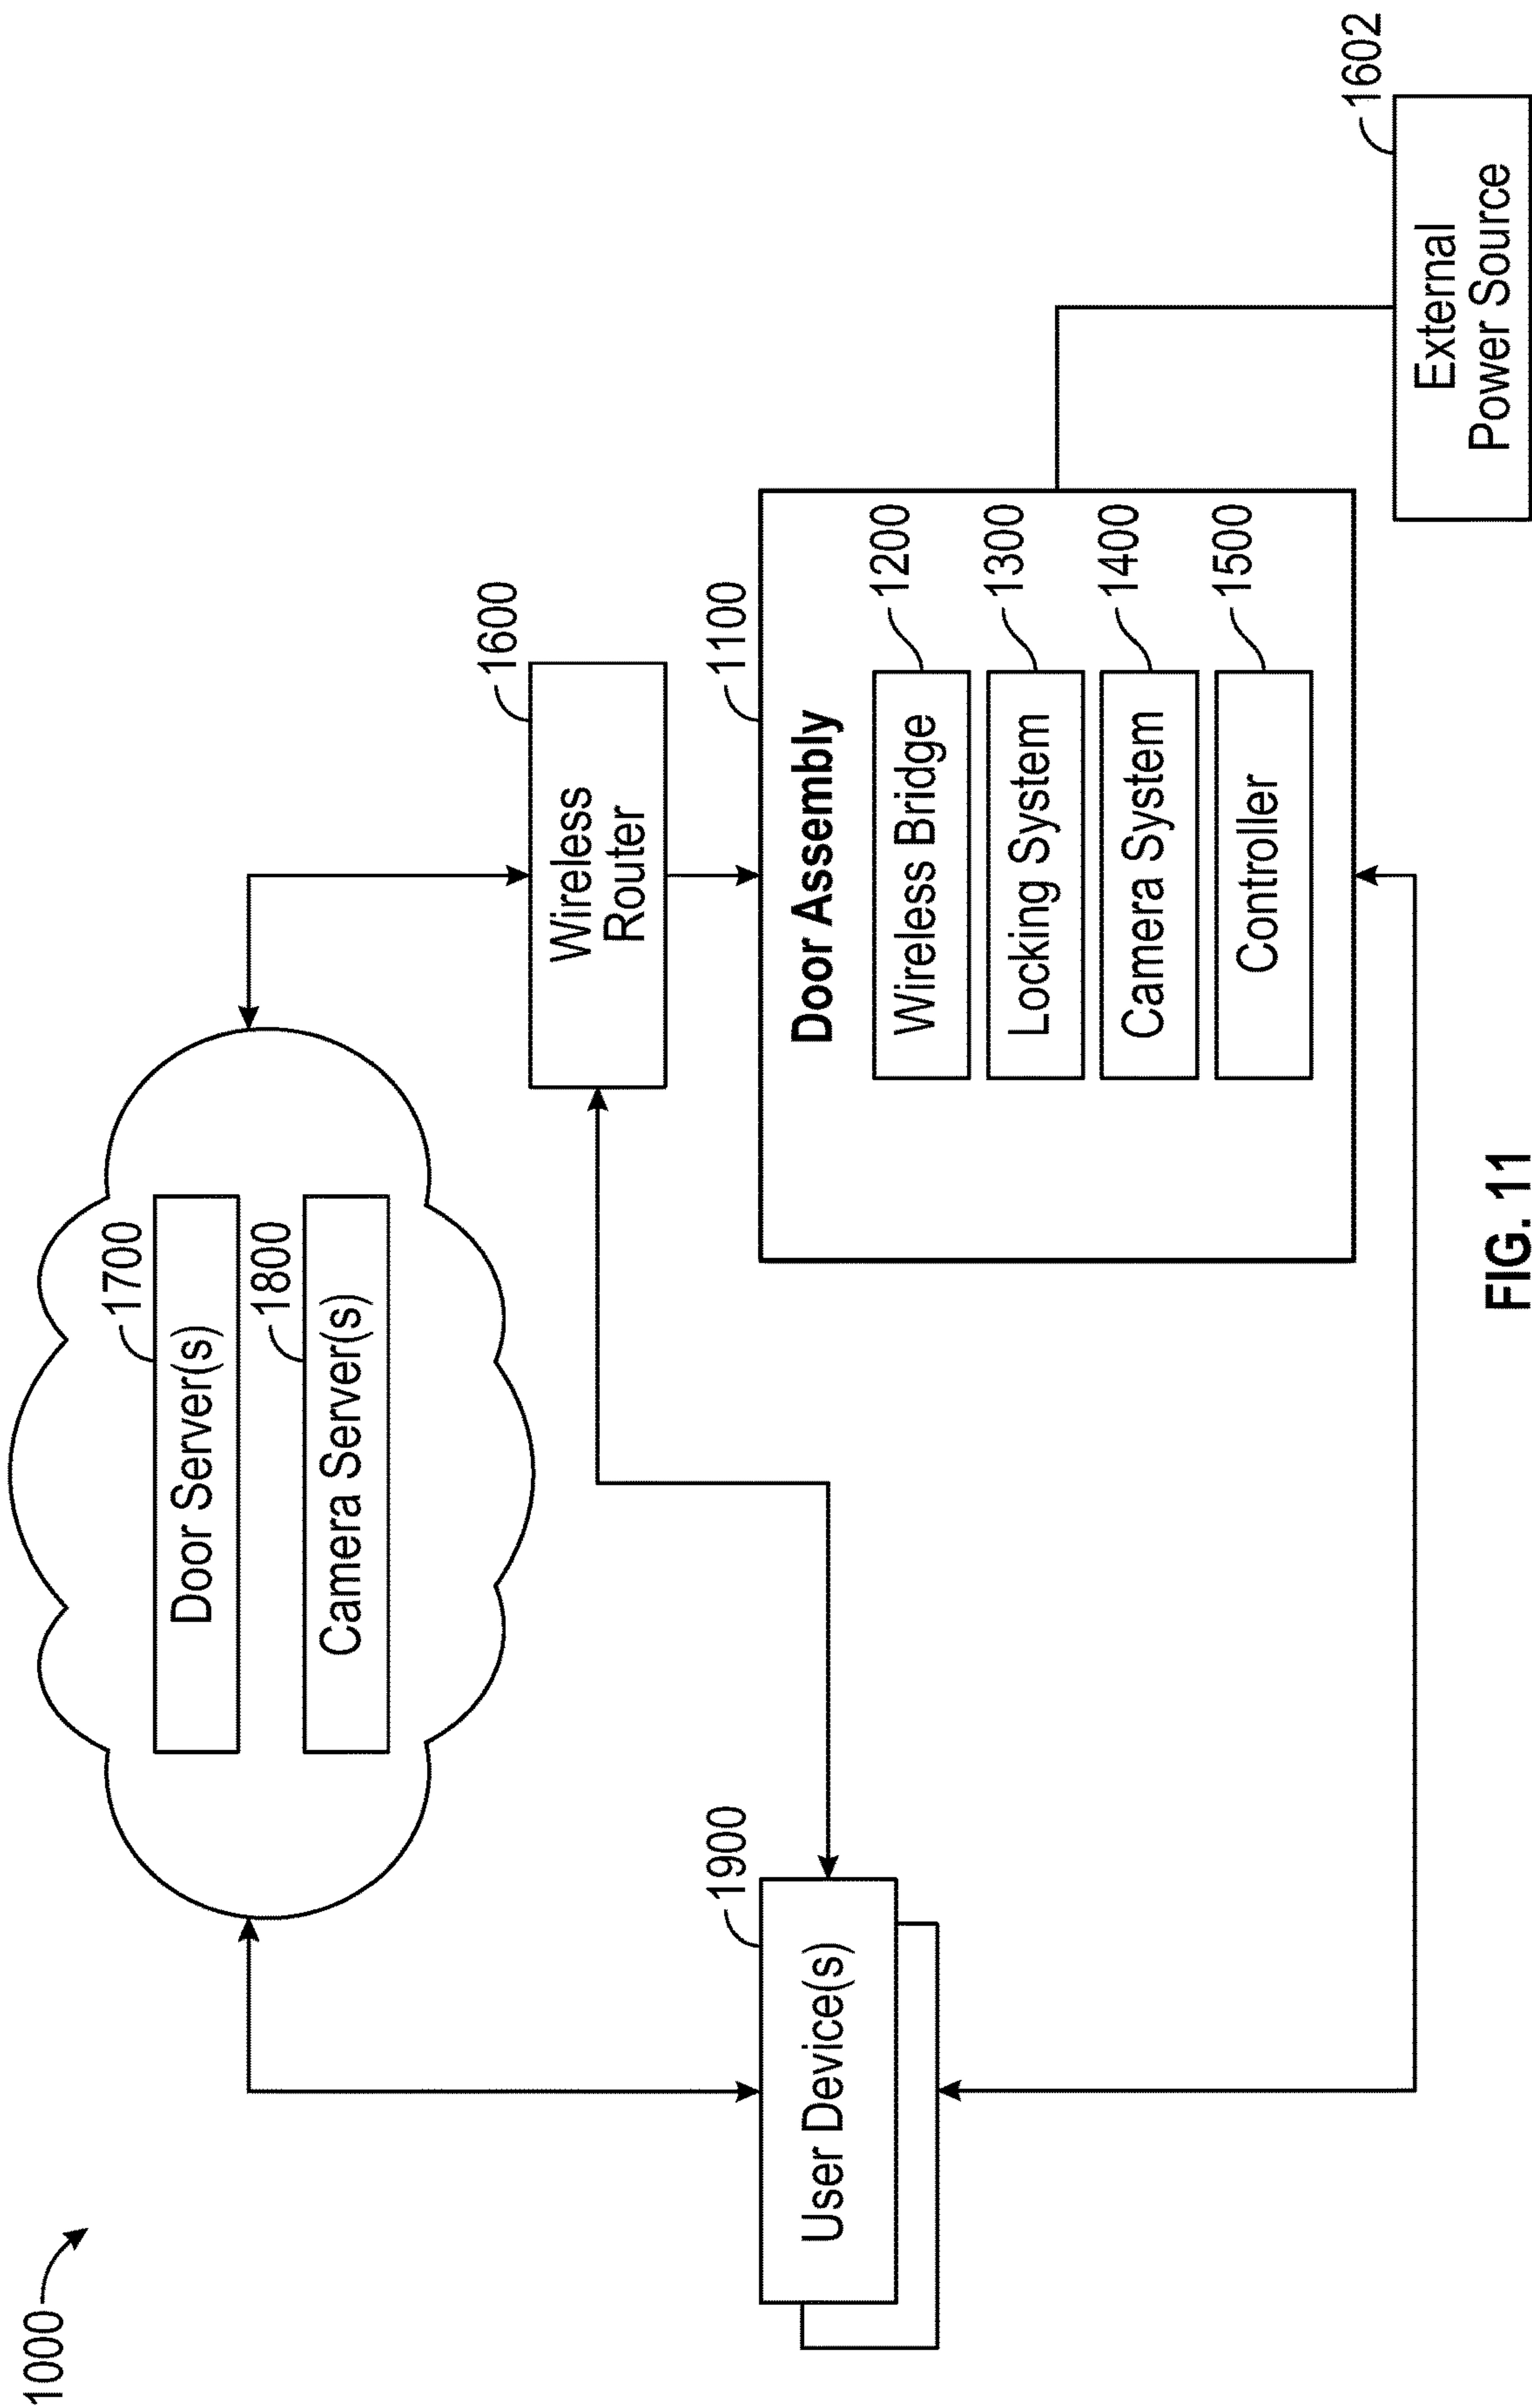 1000
1700
Door Server(s)
1800
Camera Server(s)
1600
Wireless
Router
1900
User Device(s)
1100
Door Assembly
Wireless Bridge
1200
Locking System
1300
Camera System
1400
Controller
1500
1602
External
Power Source
FIG. 11